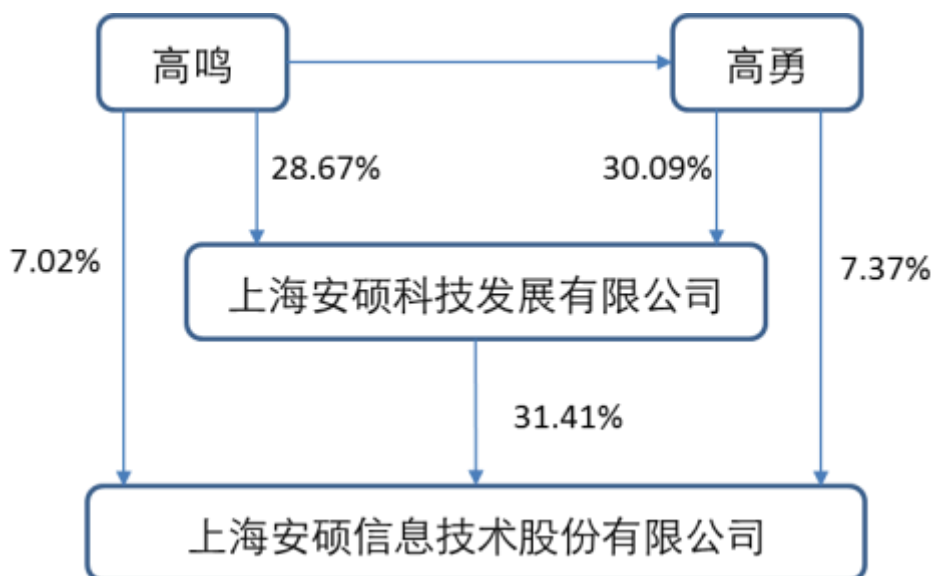 高鸣
高勇
28.67%
30.09%
7.02%
7.37%
上海安硕科技发展有限公司
31.41%
上海安硕信息技术股份有限公司